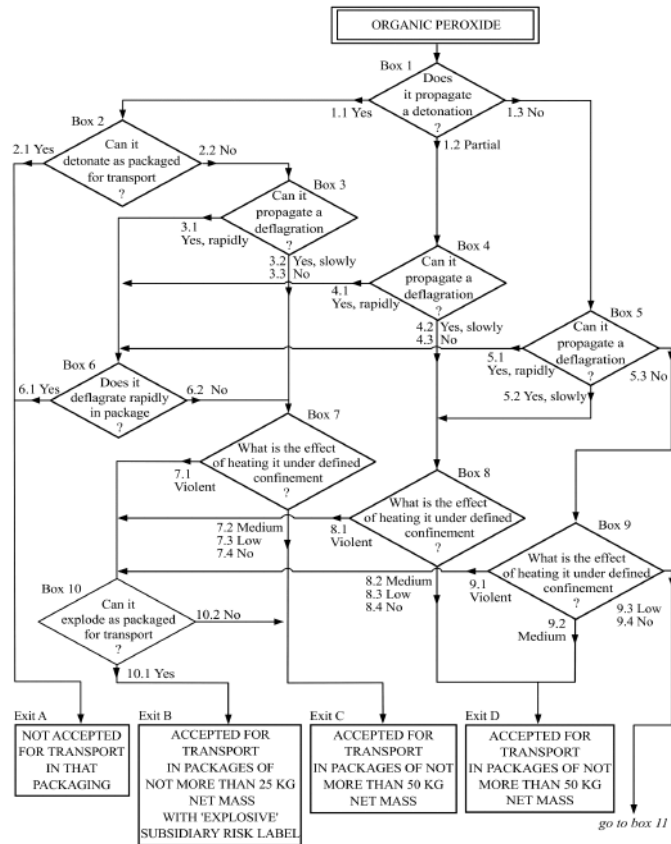 ORGANIC PEROXIDE
Box 1
Does
it propagate
a detonation
?
1.1 Yes
1.3 No
1.2 Partial
Box 2
2.1 Yes
2.2 No
Can it
detonate as packaged
for transport
?
Box 3
Can it
propagate a
deflagration
?
3.1
Yes, rapidly
3.2 Yes, slowly
3.3 No
Box 4
Can it
propagate a
deflagration
?
4.1
Yes, rapidly
4.2 Yes, slowly
4.3 No
Box 5
Can it
propagate a
deflagration
?
5.1
Yes, rapidly
5.3 No
5.2 Yes, slowly
Box 6
6.1 Yes
6.2 No
Does it
deflagrate rapidly
in package
?
Box 7
What is the effect
of heating it under defined
confinement
?
7.1
Violent
7.2 Medium
7.3 Low
7.4 No
Box 8
What is the effect
of heating it under defined
confinement
?
8.1
Violent
8.2 Medium
8.3 Low
8.4 No
Box 9
What is the effect
of heating it under defined
confinement
?
9.1
Violent
9.3 Low
9.4 No
9.2
Medium
Box 10
Can it
explode as packaged
for transport
?
10.2 No
10.1 Yes
Exit A
NOT ACCEPTED
FOR TRANSPORT
IN THAT
PACKAGING
Exit B
ACCEPTED FOR
TRANSPORT
IN PACKAGES OF
NOT MORE THAN 25 KG
NET MASS
WITH 'EXPLOSIVE'
SUBSIDIARY RISK LABEL
Exit C
ACCEPTED FOR
TRANSPORT
IN PACKAGES OF NOT
MORE THAN 50 KG
NET MASS
Exit D
ACCEPTED FOR
TRANSPORT
IN PACKAGES OF NOT
MORE THAN 50 KG
NET MASS
go to box 11